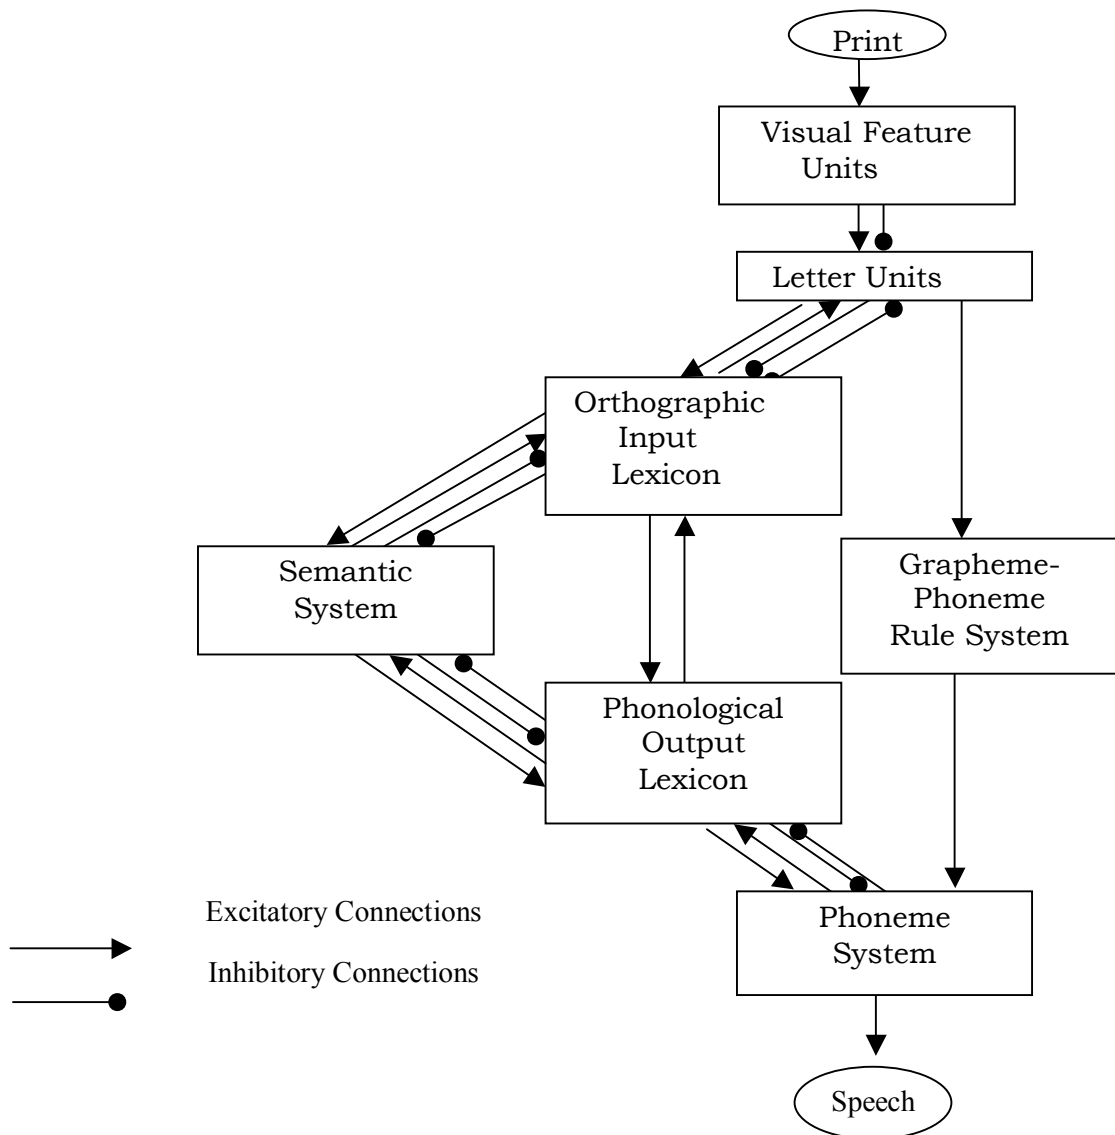 Print
Visual Feature
Units
Letter Units
Orthographic
Input
Lexicon
Semantic
System
Grapheme-
Phoneme
Rule System
Phonological
Output
Lexicon
Excitatory Connections
Inhibitory Connections
Phoneme
System
Speech